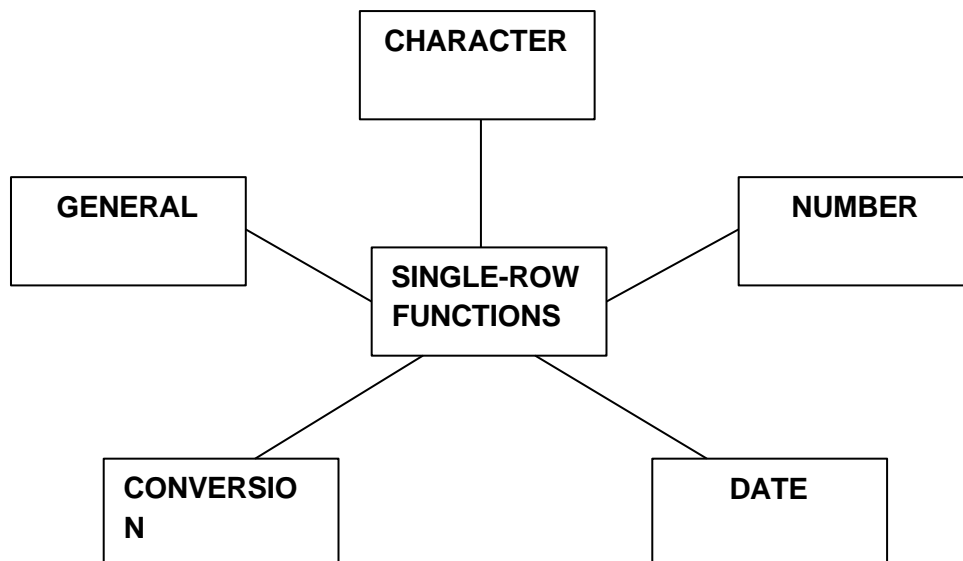 CHARACTER
GENERAL
NUMBER
SINGLE-ROW
FUNCTIONS
CONVERSIO
N
DATE